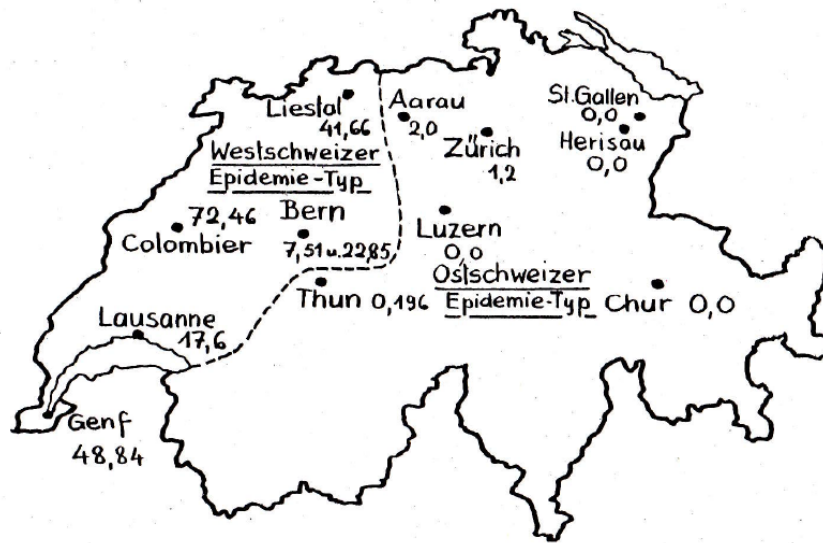 Liestal
41,66
Aarau
2,0
Zürich
1,2
St.Gallen
0,0
Herisau
0,0
Westschweizer
Epidemie-Typ
72,46
Colombier
Bern
7,51 u. 22,85
Luzern
0,0
Ostschweizer
Epidemie-Typ
Thun 0,196
Chur 0,0
Lausanne
17,6
Genf
48,84